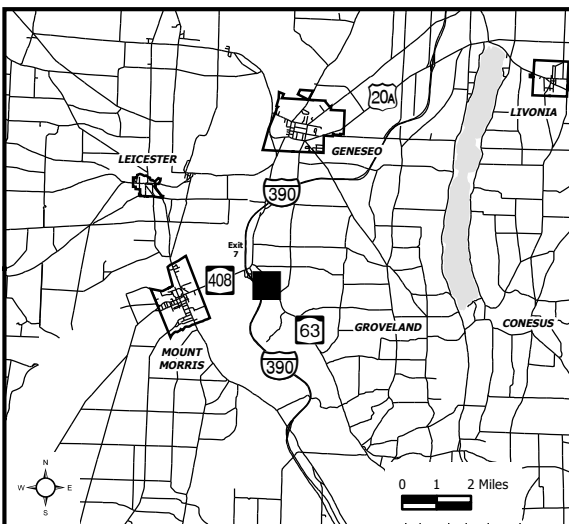 20A
LIVONIA
LEICESTER
GENESEO
390
Exit
7
408
63
GROVELAND
CONESUS
MOUNT
MORRIS
390
N
W
E
S
0 1 2 Miles